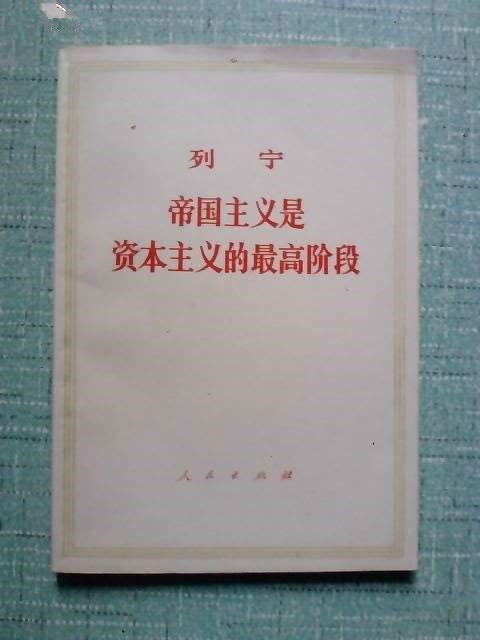 列 宁
帝国主义是
资本主义的最高阶段
人民出版社